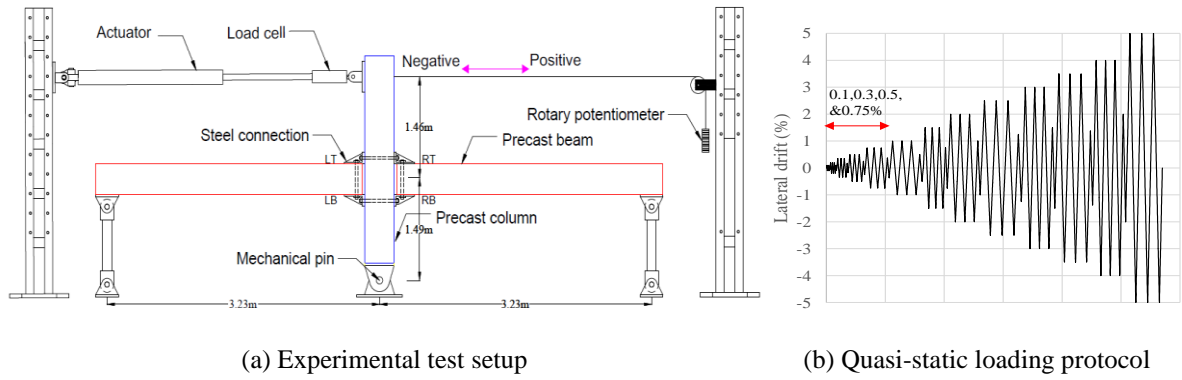 Actuator
Load cell
Negative
Positive
Rotary potentiometer
Steel connection
1.46m
Precast beam
LT
RT
LB
RB
Precast column
1.49m
Mechanical pin
3.23m
3.23m
(a) Experimental test setup
Lateral drift (%)
5
4
3
2
1
0
-1
-2
-3
-4
-5
0.1,0.3,0.5,
&0.75%
(b) Quasi-static loading protocol